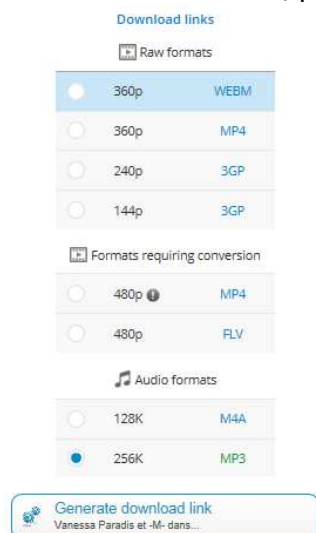 Download links
Raw formats
360p WEBM
360p MP4
240p 3GP
144p 3GP
Formats requiring conversion
480p MP4
480p FLV
Audio formats
128K M4A
256K MP3
Generate download link
Vanessa Paradis et -M- dans...